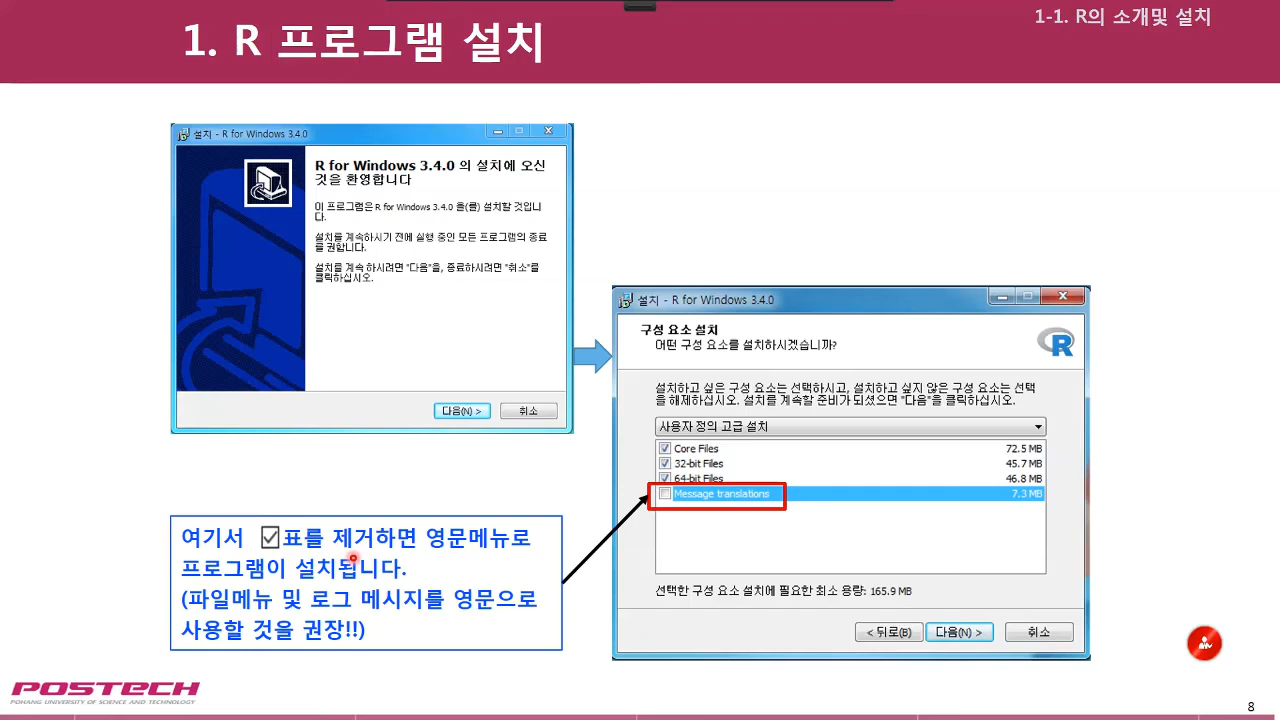 1-1. R의 소개및 설치
1. R 프로그램 설치
설치 - R for Windows 3.4.0
R for Windows 3.4.0 의 설치에 오신
것을 환영합니다
이 프로그램은 R for Windows 3.4.0 을(를) 설치할 것입니
다.
설치를 계속하시기 전에 실행 중인 모든 프로그램의 종료
를 권합니다.
설치를 계속 하시려면 "다음"을, 종료하시려면 "취소"를
클릭하십시오.
다음(N) >
취소
설치 - R for Windows 3.4.0
구성 요소 설치
어떤 구성 요소를 설치하시겠습니까?
R
설치하고 싶은 구성 요소는 선택하시고, 설치하고 싶지 않은 구성 요소는 선택
을 해제하십시오. 설치를 계속할 준비가 되셨으면 "다음"을 클릭하십시오.
사용자 정의 고급 설치
Core Files 72.5 MB
32-bit Files 45.7 MB
64-bit Files 46.8 MB
Message translations 7.3 MB
선택한 구성 요소 설치에 필요한 최소 용량: 165.9 MB
< 뒤로(B)
다음(N) >
취소
여기서 ☑표를 제거하면 영문메뉴로
프로그램이 설치됩니다.
(파일메뉴 및 로그 메시지를 영문으로
사용할 것을 권장!!)
POSTECH
POHANG UNIVERSITY OF SCIENCE AND TECHNOLOGY
8